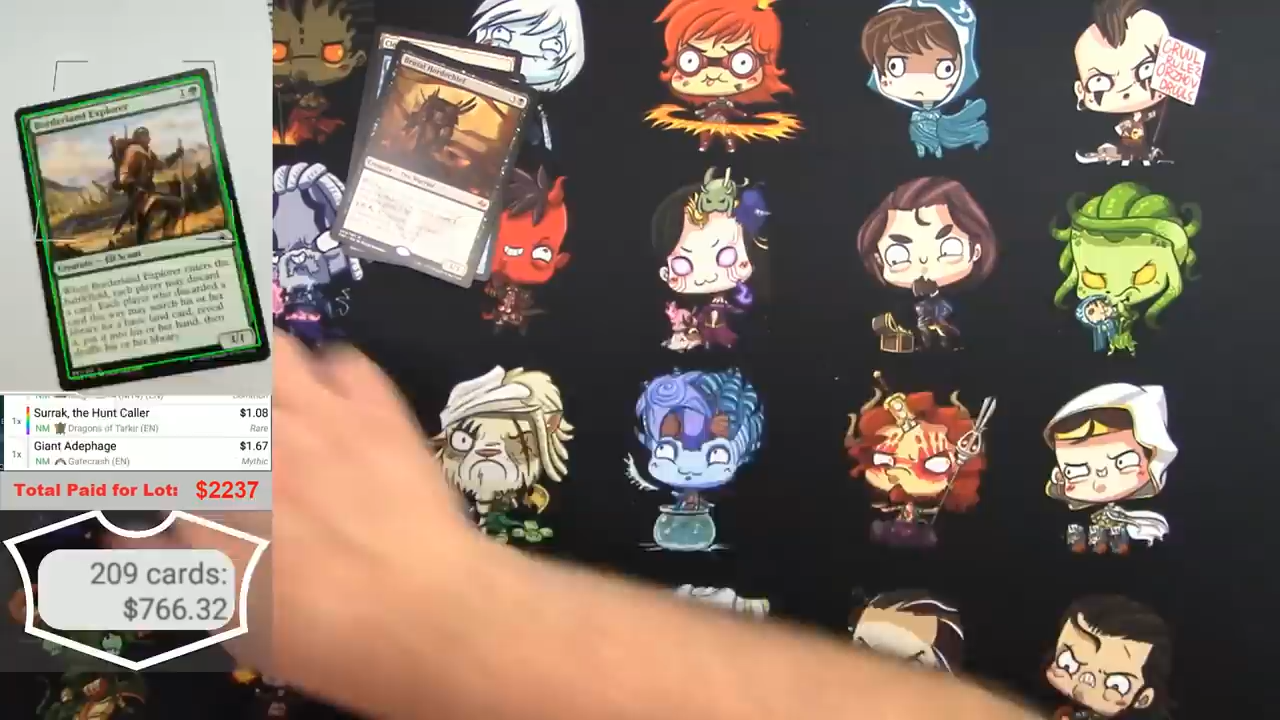 Borderland Explorer 1
Creature — Elf Scout
When Borderland Explorer enters the
battlefield, each player may discard
a card. Each player who discarded a
card this way may search his or her
library for a basic land card, reveal
it, put it into his or her hand, then
shuffle his or her library.
1x Surrak, the Hunt Caller $1.08
NM Dragons of Tarkir (EN) Rare
1x Giant Adephage $1.67
NM Gatecrash (EN) Mythic
Total Paid for Lot: $2237
209 cards:
$766.32
Brutal Hordechief 3
Creature — Orc Warrior
GRUUL
RULEZ
ORZHOV
DROOLS